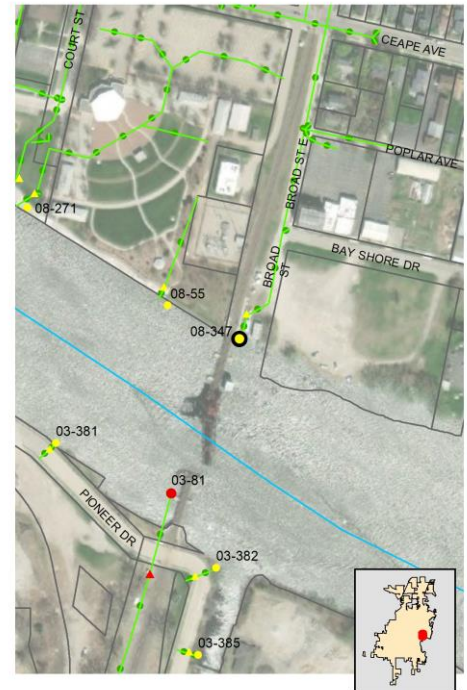 COURT ST
CEAPE AVE
BROAD ST E
POPLAR AVE
08-271
BAY SHORE DR
BROAD
ST
08-55
08-347
03-381
03-81
PIONEER DR
03-382
03-385